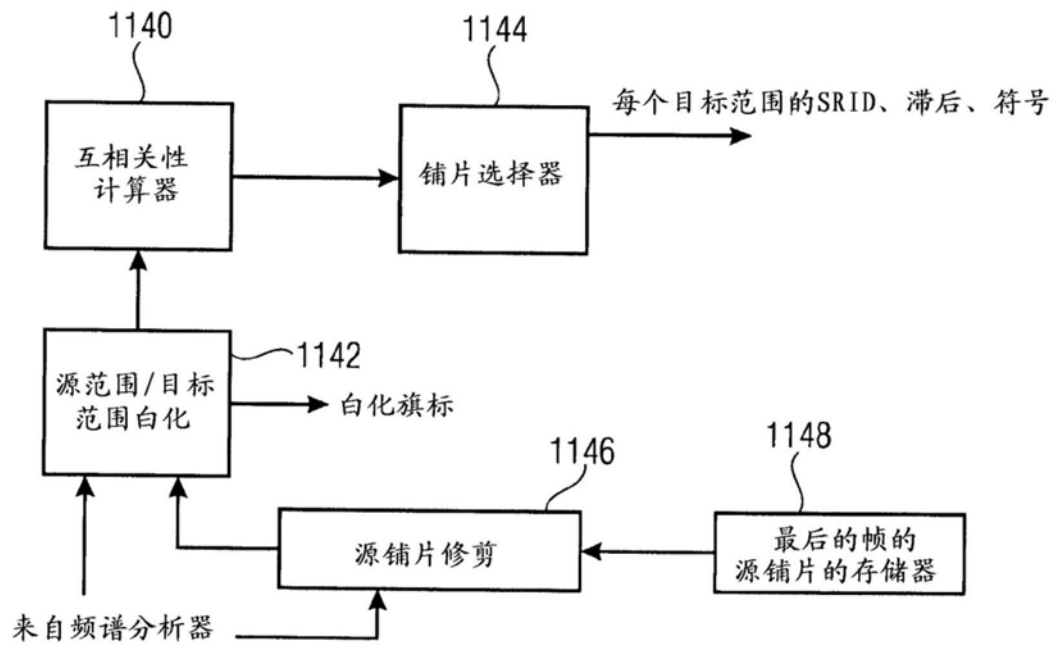 1140
1144
每个目标范围的SRID、滞后、符号
互相关性
计算器
铺片选择器
1142
源范围/目标
范围白化
白化旗标
1146
1148
源铺片修剪
最后的帧的
源铺片的存储器
来自频谱分析器